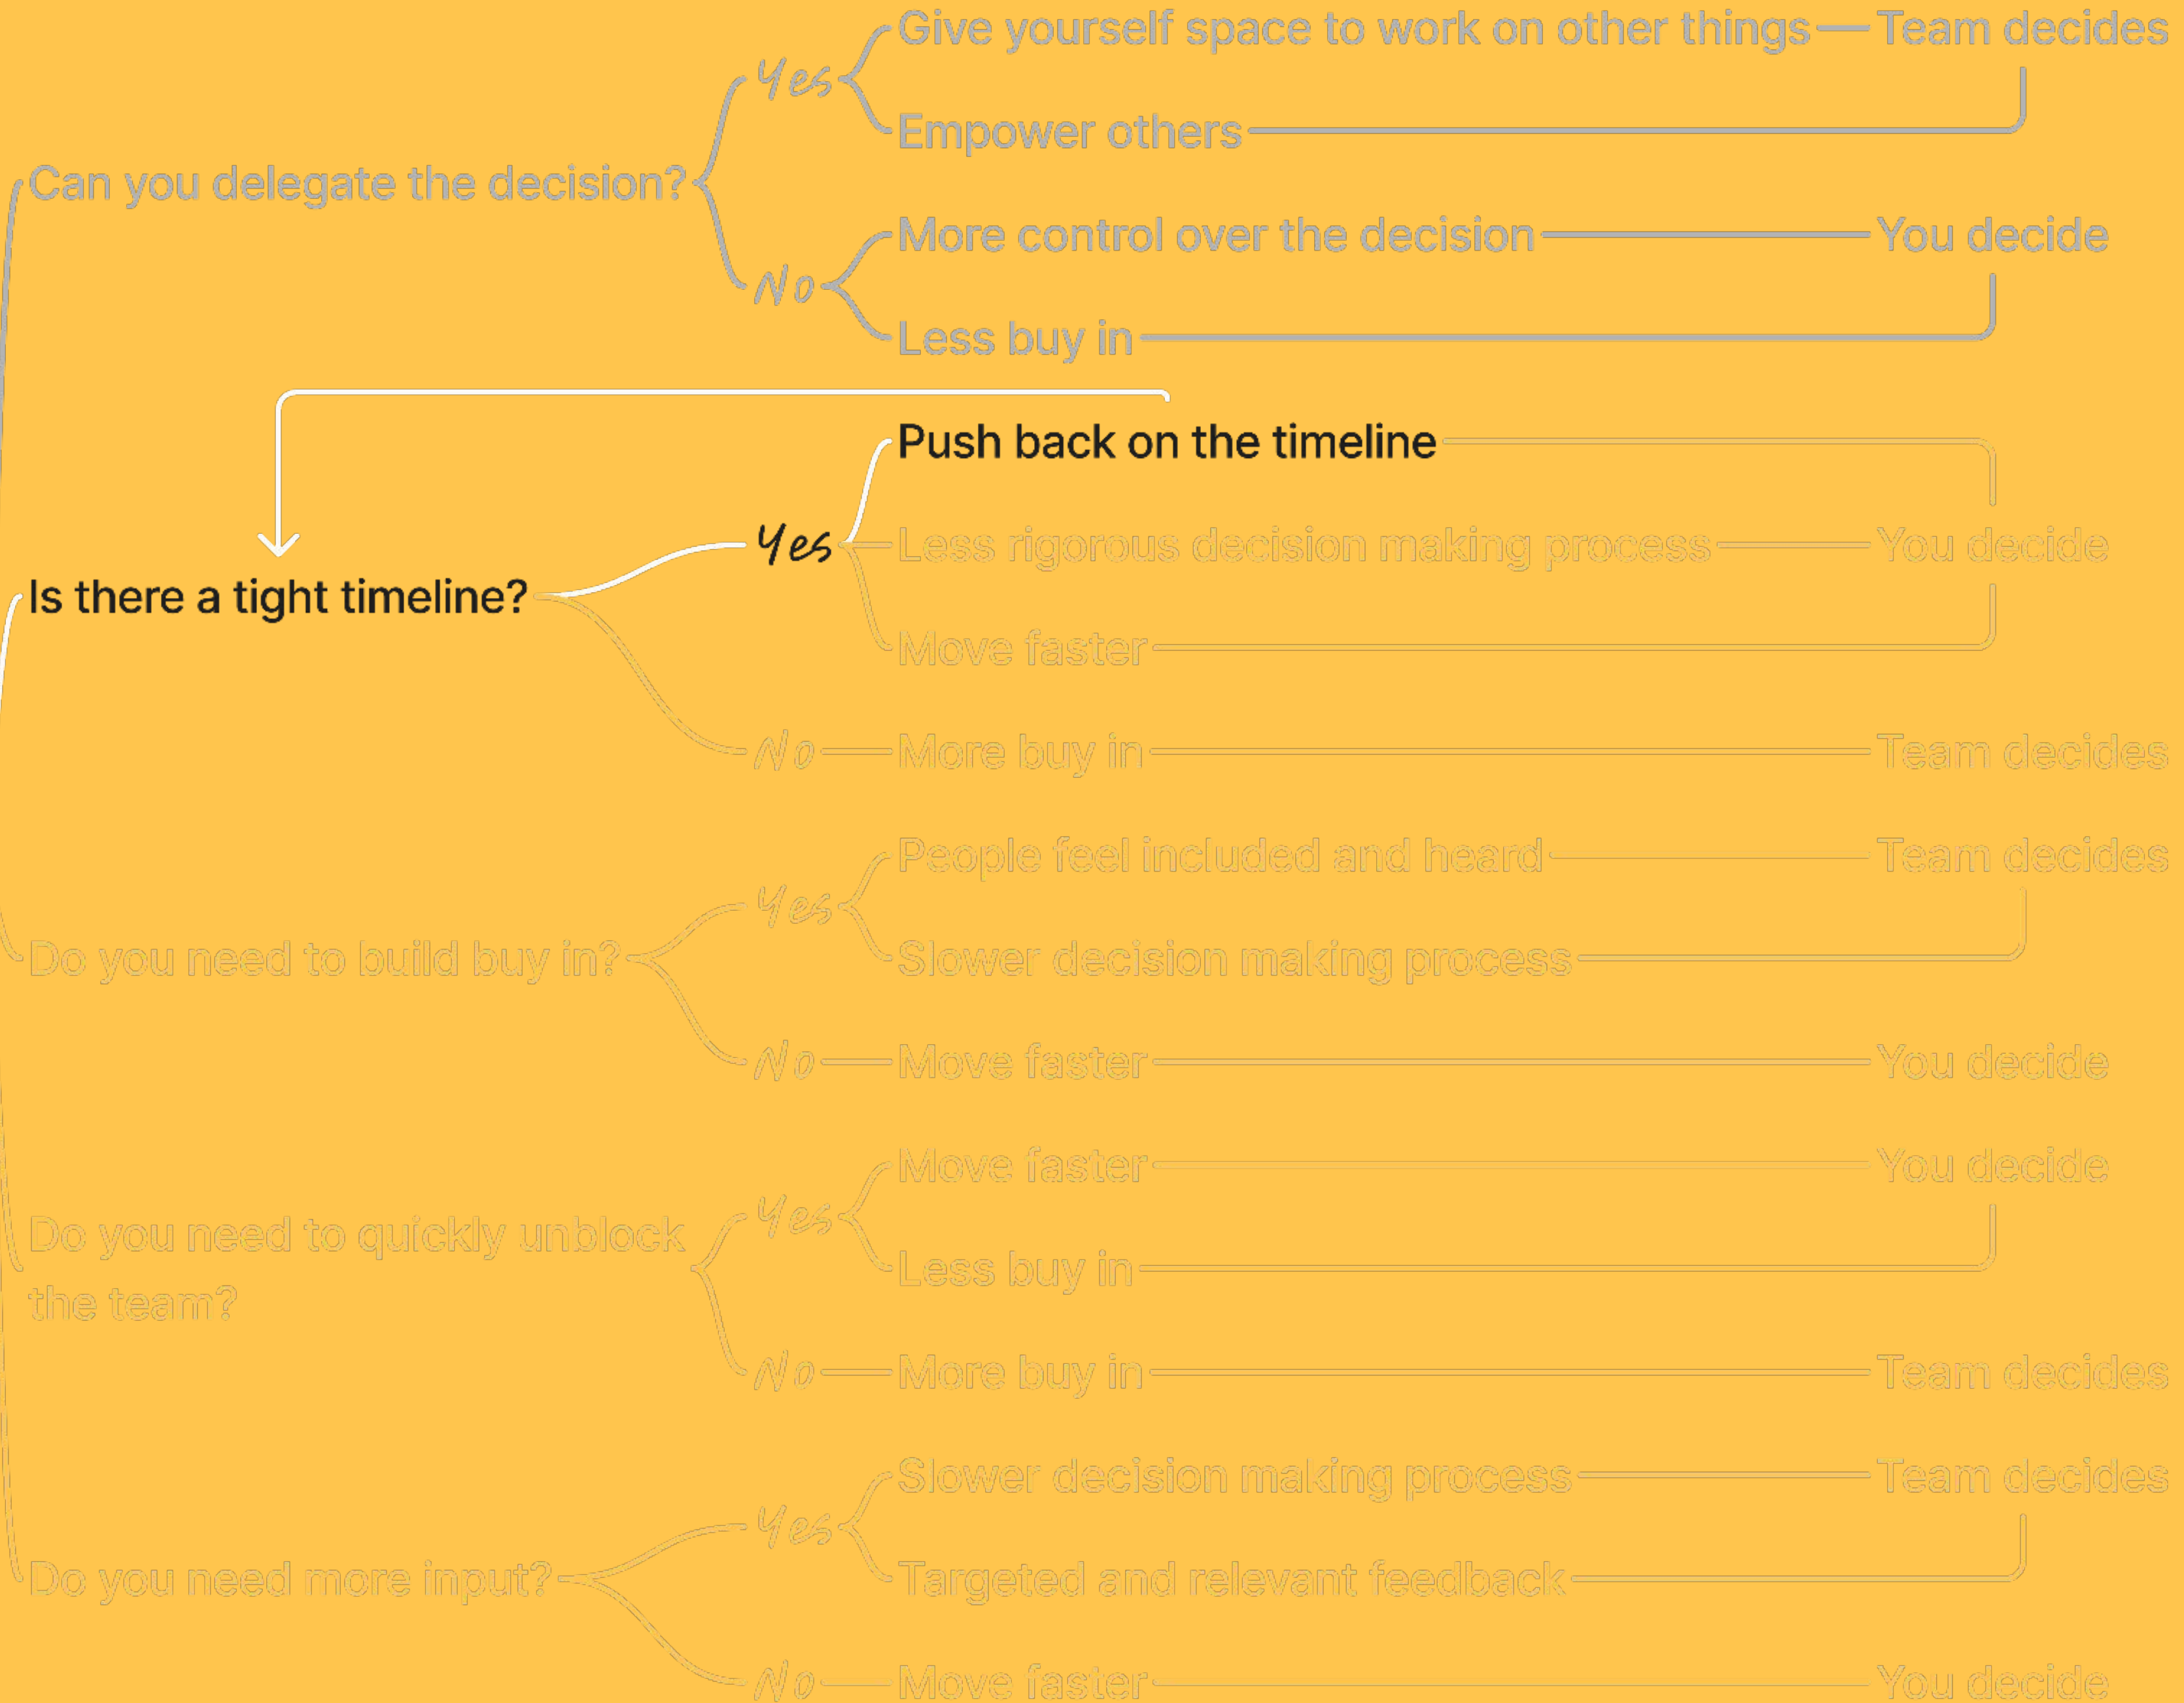 Give yourself space to work on other things
Team decides
Yes
Empower others
Can you delegate the decision?
More control over the decision
You decide
No
Less buy in
Push back on the timeline
Yes
Less rigorous decision making process
You decide
Is there a tight timeline?
Move faster
No
More buy in
Team decides
People feel included and heard
Team decides
Yes
Do you need to build buy in?
Slower decision making process
No
Move faster
You decide
Move faster
You decide
Yes
Do you need to quickly unblock
the team?
Less buy in
No
More buy in
Team decides
Slower decision making process
Team decides
Yes
Do you need more input?
Targeted and relevant feedback
No
Move faster
You decide